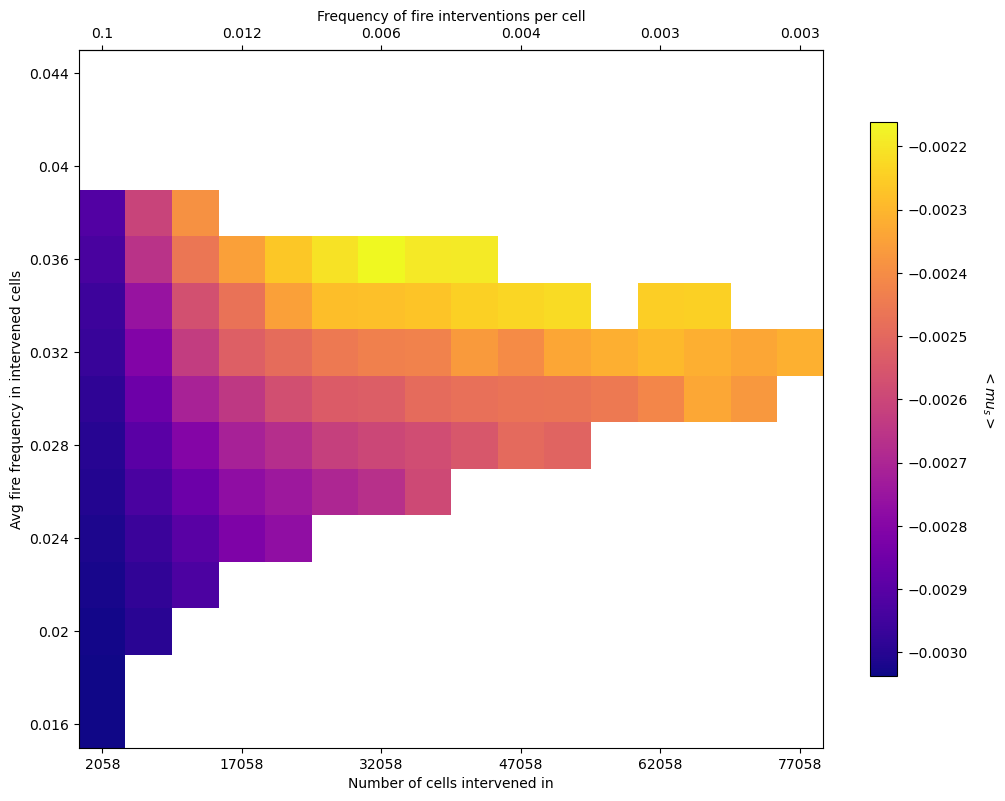 Frequency of fire interventions per cell
0.1 0.012 0.006 0.004 0.003 0.003
0.044
0.04
0.036
0.032
0.028
0.024
0.02
0.016
Avg fire frequency in intervened cells
2058 17058 32058 47058 62058 77058
Number of cells intervened in
−0.0022
−0.0023
−0.0024
−0.0025
−0.0026
−0.0027
−0.0028
−0.0029
−0.0030
< mu_s >